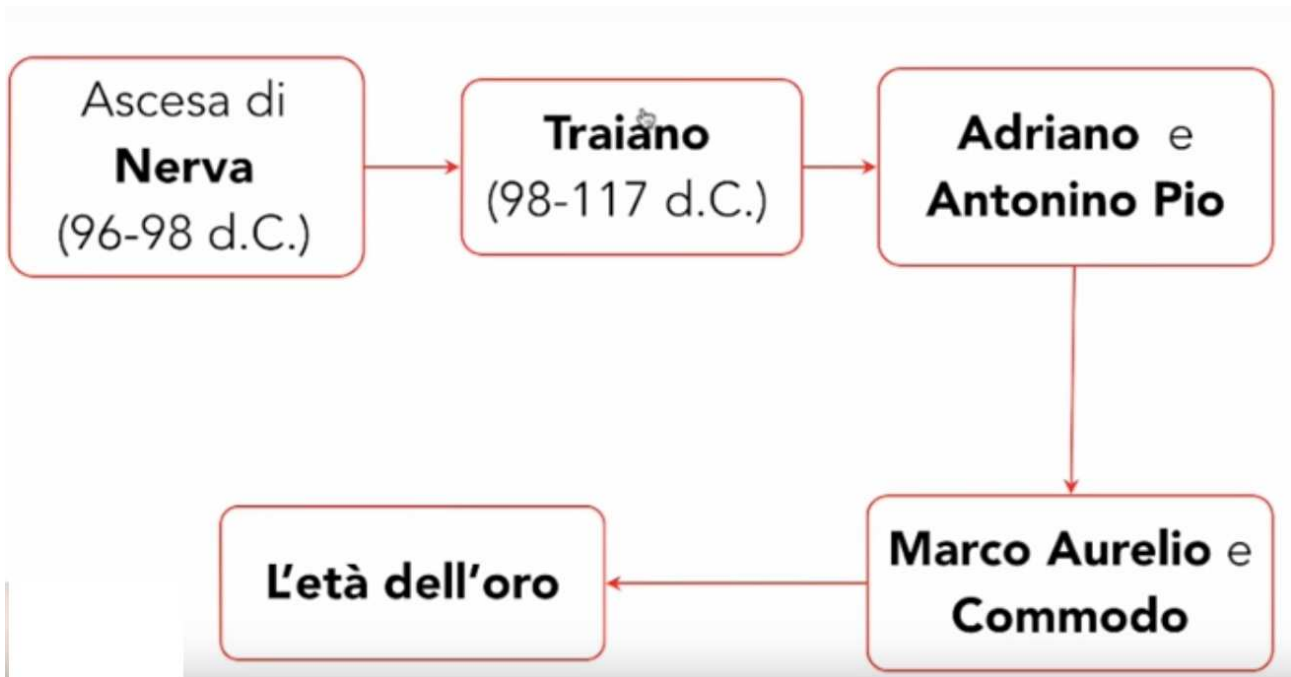 Ascesa di
Nerva
(96-98 d.C.)
Traiano
(98-117 d.C.)
Adriano e
Antonino Pio
Marco Aurelio e
Commodo
L'età dell'oro